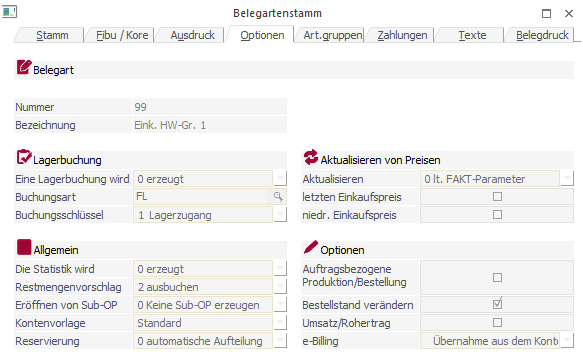 Belegartenstamm
Stamm Fibu / Kore Ausdruck Optionen Art.gruppen Zahlungen Texte Belegdruck
Belegart
Nummer 99
Bezeichnung Eink. HW-Gr. 1
Lagerbuchung
Eine Lagerbuchung wird 0 erzeugt
Buchungsart FL
Buchungsschlüssel 1 Lagerzugang
Aktualisieren von Preisen
Aktualisieren 0 lt. FAKT-Parameter
letzten Einkaufspreis
niedr. Einkaufspreis
Allgemein
Die Statistik wird 0 erzeugt
Restmengenvorschlag 2 ausbuchen
Eröffnen von Sub-OP 0 Keine Sub-OP erzeugen
Kontenvorlage Standard
Reservierung 0 automatische Aufteilung
Optionen
Auftragsbezogene
Produktion/Bestellung
Bestellstand verändern
Umsatz/Rohertrag
e-Billing Übernahme aus dem Kont